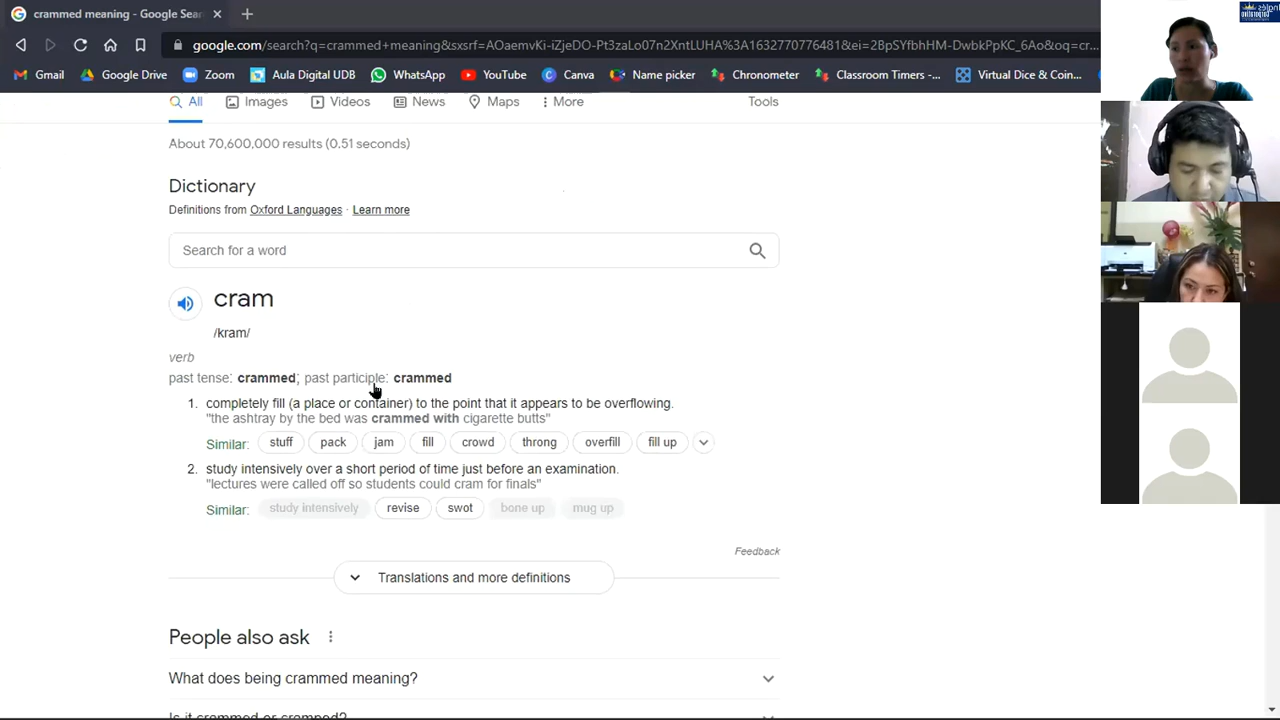 crammed meaning - Google Sear
google.com/search?q=crammed+meaning&sxsrf=AOaemvKi-iZjeDO-Pt3zaLo07n2XntLUHA%3A1632770776481&ei=2BpSYfbhHM-DwbkPpKC_6Ao&oq=cr...
Gmail Google Drive Zoom Aula Digital UDB WhatsApp YouTube Canva Name picker Chronometer Classroom Timers -... Virtual Dice & Coin...
All Images Videos News Maps More Tools
About 70,600,000 results (0.51 seconds)
Dictionary
Definitions from Oxford Languages · Learn more
Search for a word
cram
/kram/
verb
past tense: crammed; past participle: crammed
1. completely fill (a place or container) to the point that it appears to be overflowing.
"the ashtray by the bed was crammed with cigarette butts"
Similar: stuff pack jam fill crowd throng overfill fill up
2. study intensively over a short period of time just before an examination.
"lectures were called off so students could cram for finals"
Similar: study intensively revise swot bone up mug up
Feedback
Translations and more definitions
People also ask
What does being crammed meaning?
Is it crammed or cramped?